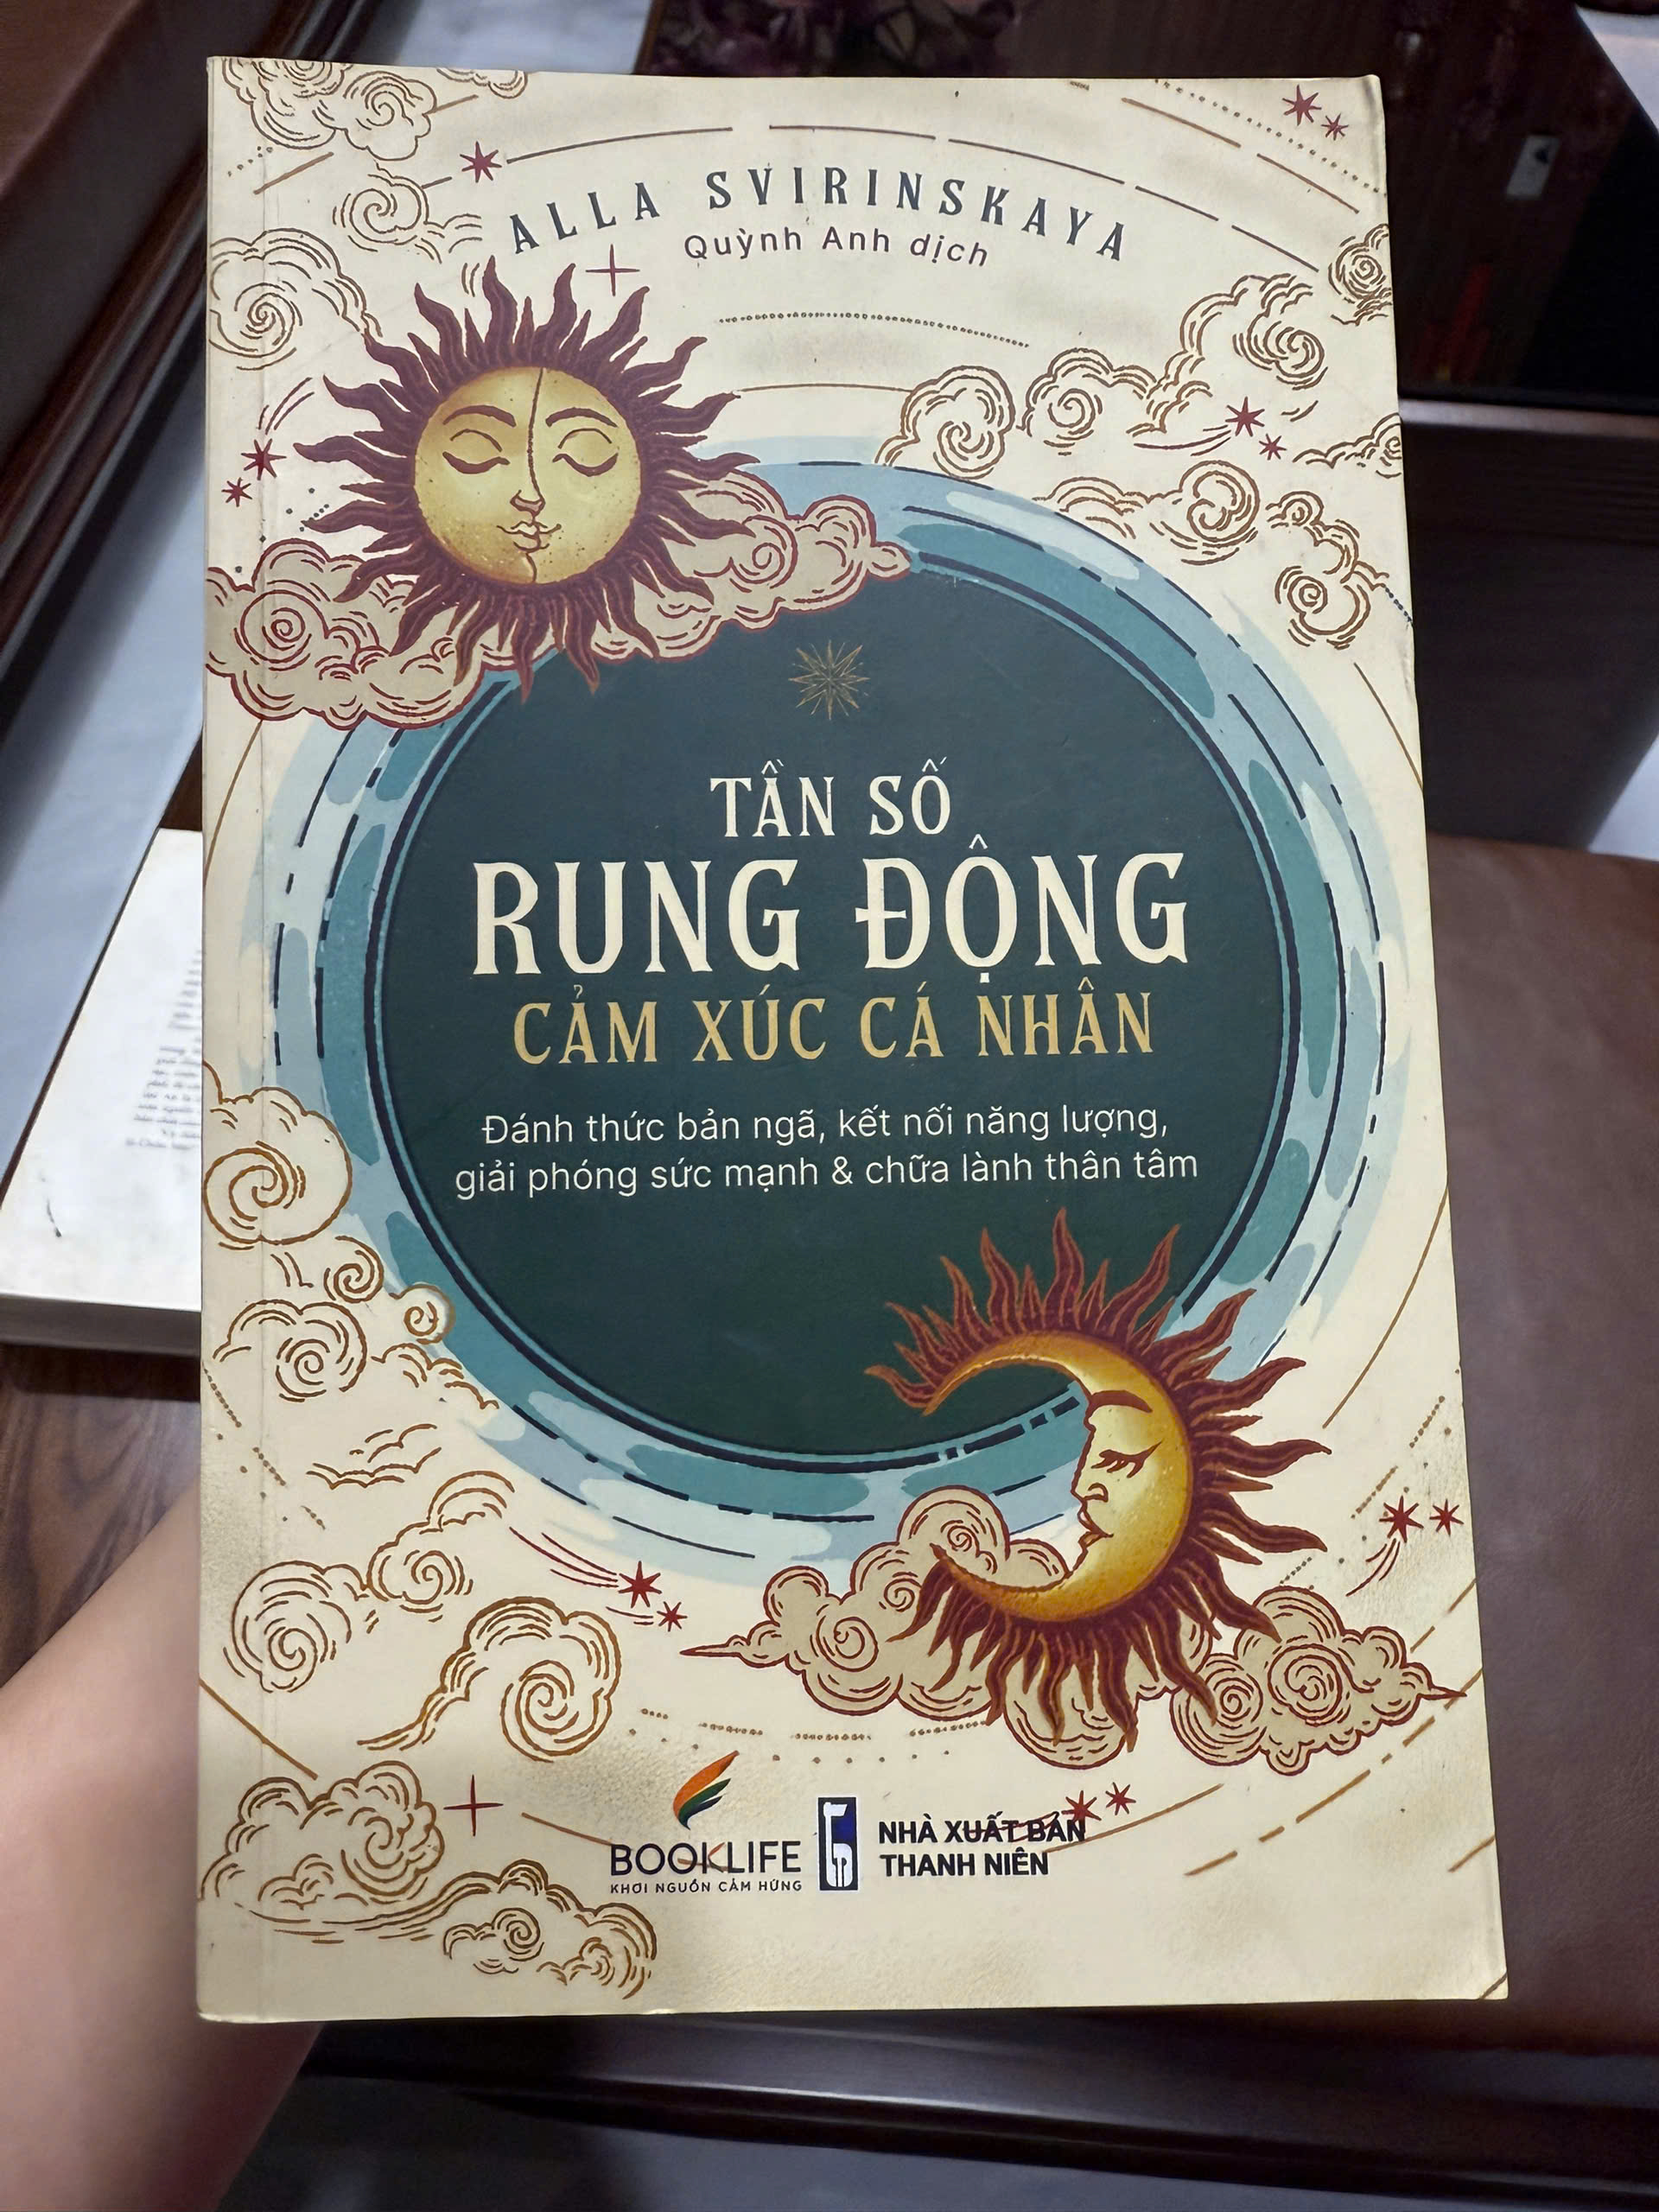 ALLA SVIRINSKAYA
Quỳnh Anh dịch
TẦN SỐ
RUNG ĐỘNG
CẢM XÚC CÁ NHÂN
Đánh thức bản ngã, kết nối năng lượng,
giải phóng sức mạnh & chữa lành thân tâm
BOOKLIFE
KHƠI NGUỒN CẢM HỨNG
NHÀ XUẤT BẢN
THANH NIÊN